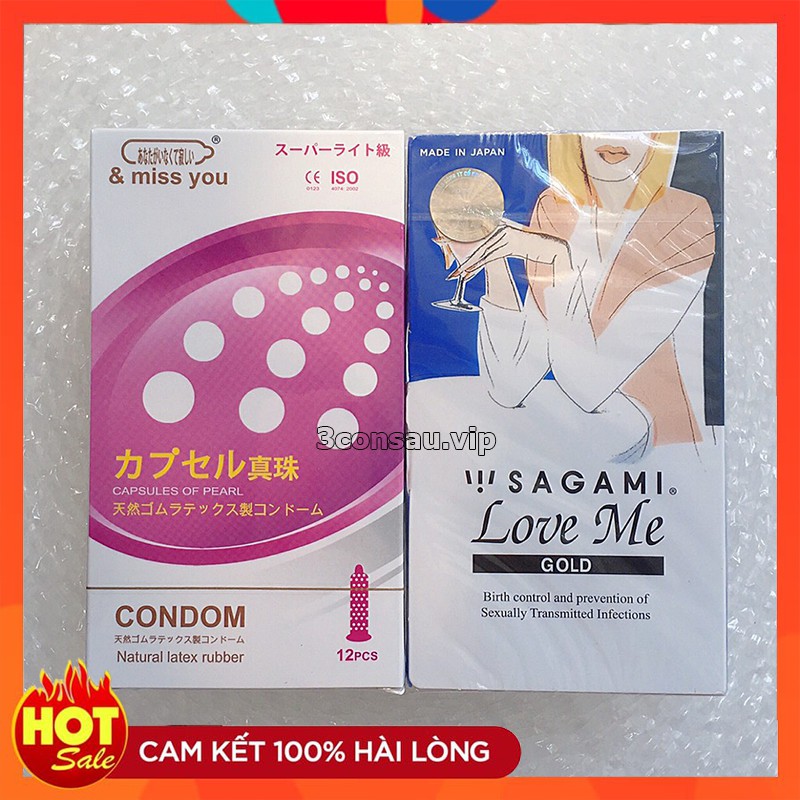 あなたがいなくて寂しい®
& miss you
スーパーライト級
CE ISO
0123 4074: 2002
カプセル真珠
CAPSULES OF PEARL
天然ゴムラテックス製コンドーム
CONDOM
天然ゴムラテックス製コンドーム
Natural latex rubber
12PCS
MADE IN JAPAN
3consau.vip
SAGAMI®
Love Me
GOLD
Birth control and prevention of
Sexually Transmitted Infections
HOT
Sale
CAM KẾT 100% HÀI LÒNG